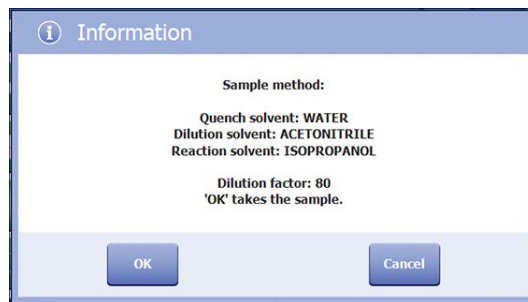 Information
Sample method:
Quench solvent: WATER
Dilution solvent: ACETONITRILE
Reaction solvent: ISOPROPANOL
Dilution factor: 80
'OK' takes the sample.
OK
Cancel